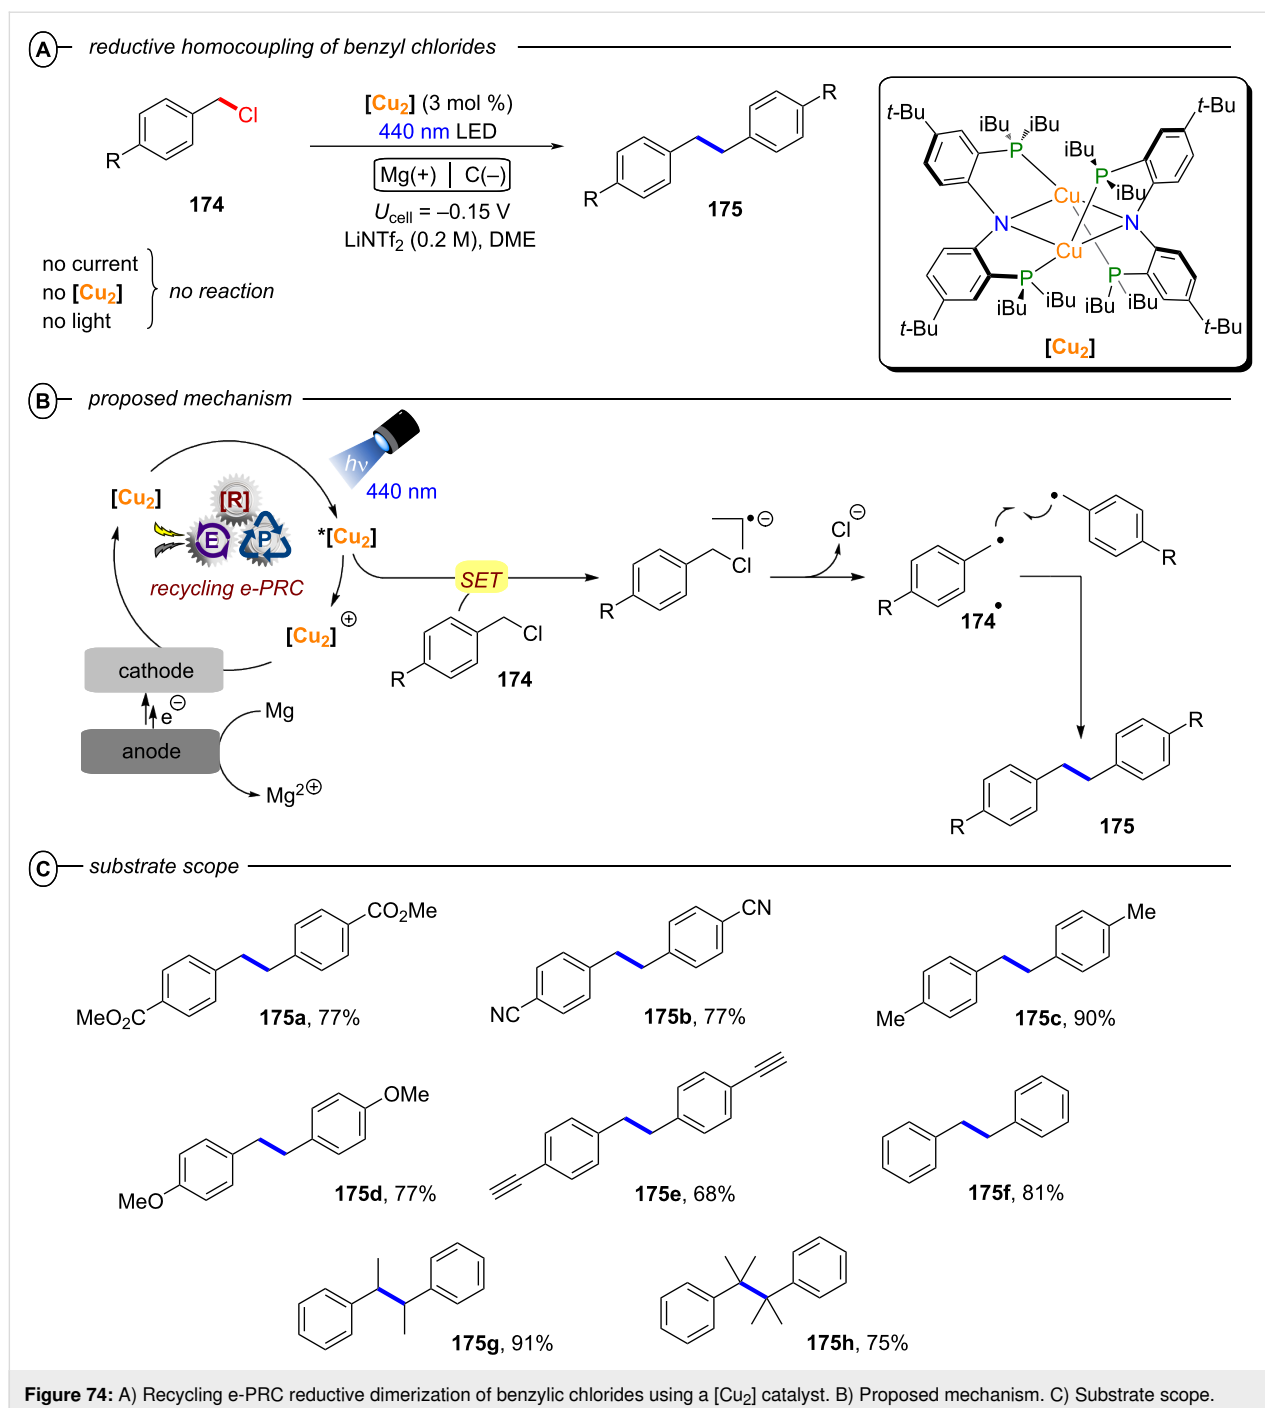 A reductive homocoupling of benzyl chlorides
Cl
R
174
[Cu₂] (3 mol %)
440 nm LED
Mg(+) | C(–)
U_cell = –0.15 V
LiNTf₂ (0.2 M), DME
R
R
175
no current
no [Cu₂]
no light
no reaction
t-Bu t-Bu
iBu iBu iBu
P P
iBu
Cu
N N
Cu
P P
iBu iBu iBu iBu
t-Bu t-Bu
[Cu₂]
B proposed mechanism
hν
440 nm
[Cu₂]
[R]
E P
recycling e-PRC
*[Cu₂]
SET
[Cu₂]⊕
Cl
R
174
cathode
e⊖
anode
Mg
Mg²⊕
•⊖
Cl
R
Cl⊖
•
R
174•
•
R
R
R
175
C substrate scope
CO₂Me
MeO₂C
175a, 77%
CN
NC
175b, 77%
Me
Me
175c, 90%
OMe
MeO
175d, 77%
175e, 68%
175f, 81%
175g, 91%
175h, 75%
Figure 74: A) Recycling e-PRC reductive dimerization of benzylic chlorides using a [Cu₂] catalyst. B) Proposed mechanism. C) Substrate scope.